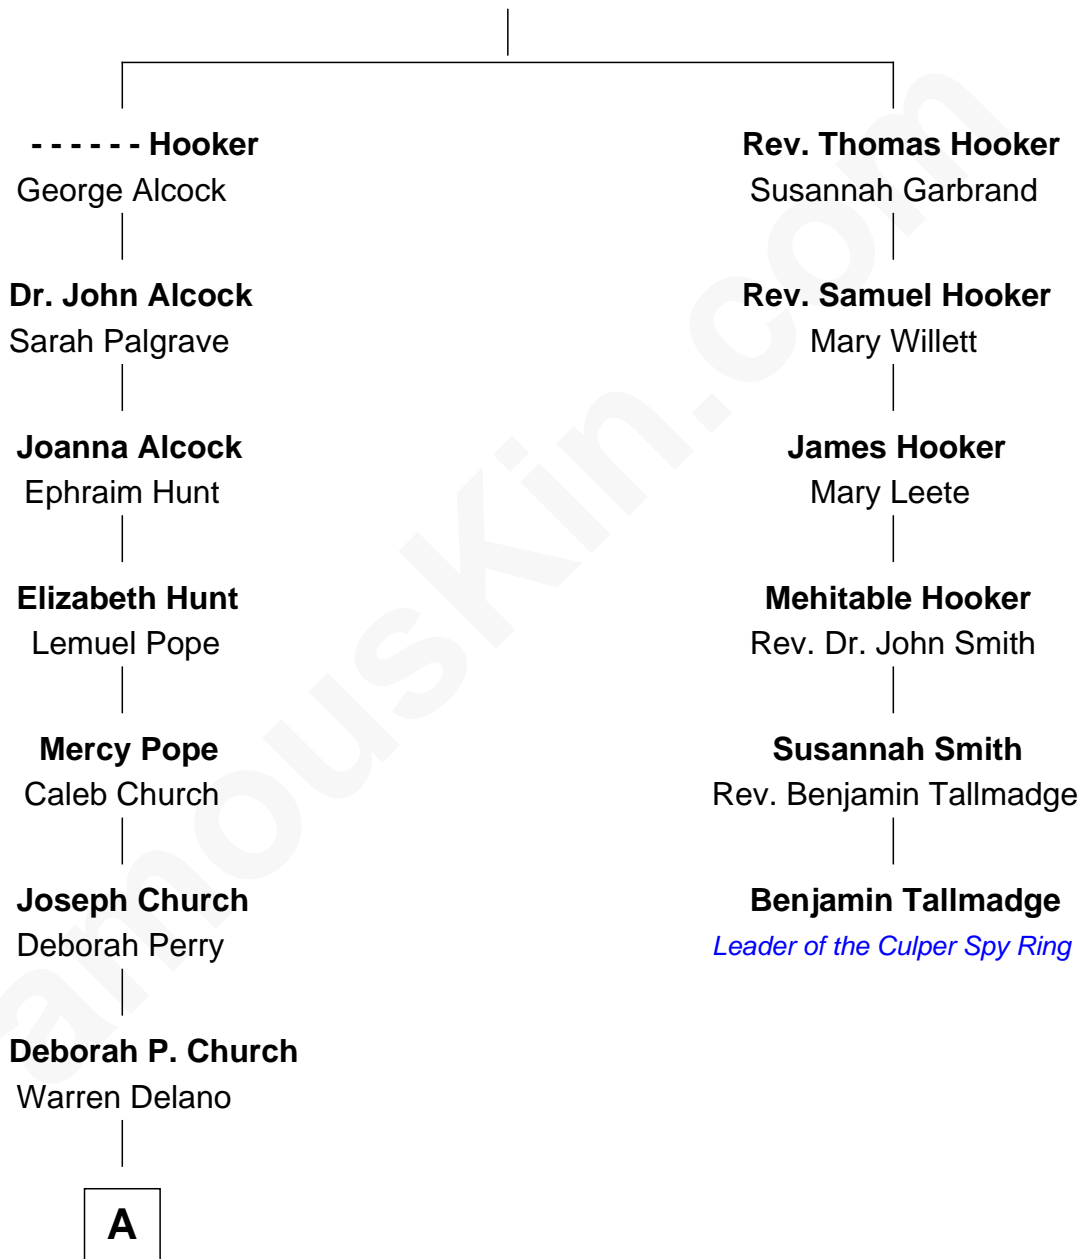 - - - - - - Hooker
George Alcock
Dr. John Alcock
Sarah Palgrave
Joanna Alcock
Ephraim Hunt
Elizabeth Hunt
Lemuel Pope
Mercy Pope
Caleb Church
Joseph Church
Deborah Perry
Deborah P. Church
Warren Delano
A
Rev. Thomas Hooker
Susannah Garbrand
Rev. Samuel Hooker
Mary Willett
James Hooker
Mary Leete
Mehitable Hooker
Rev. Dr. John Smith
Susannah Smith
Rev. Benjamin Tallmadge
Benjamin Tallmadge
Leader of the Culper Spy Ring
amousKin.com